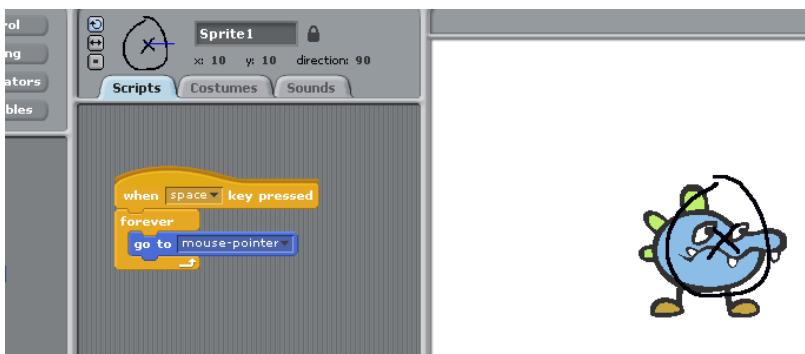 rol
ng
ators
bles
Sprite1
x: 10 y: 10 direction: 90
Scripts Costumes Sounds
when space key pressed
forever
go to mouse-pointer